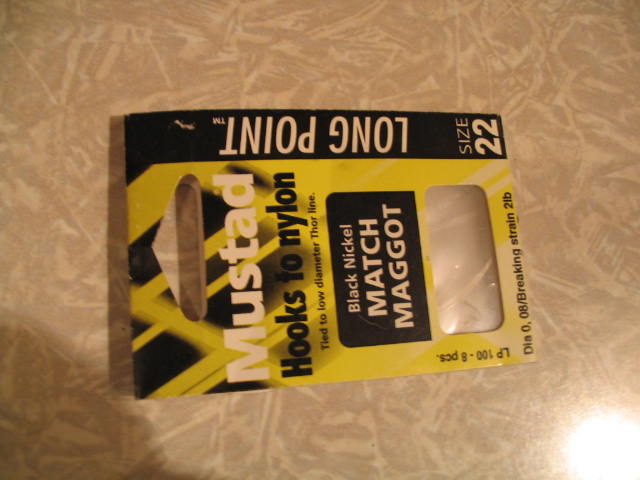 LONG POINT™
SIZE
22
Mustad
Hooks to nylon
Tied to low diameter Thor line.
Black Nickel
MATCH
MAGGOT
LP 100 - 8 pcs.
Dia 0, 08/Breaking strain 2lb